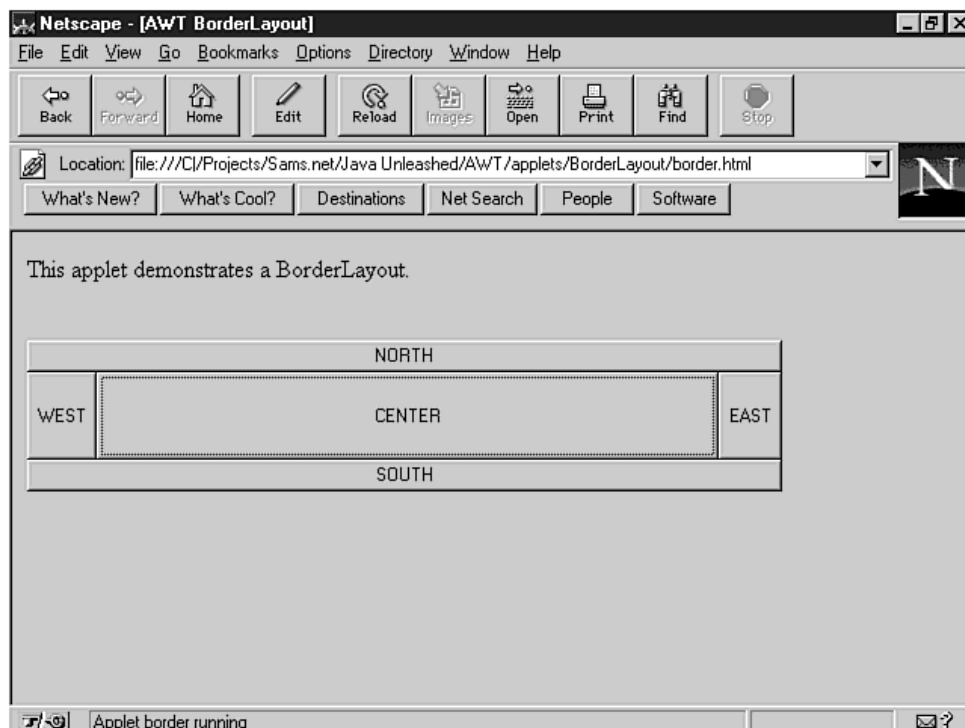 Netscape - [AWT BorderLayout]
File Edit View Go Bookmarks Options Directory Window Help
Back Forward Home Edit Reload Images Open Print Find Stop
Location: file:///C|/Projects/Sams.net/Java Unleashed/AWT/applets/BorderLayout/border.html
N
What's New? What's Cool? Destinations Net Search People Software
This applet demonstrates a BorderLayout.
NORTH
WEST CENTER EAST
SOUTH
Applet border running
?